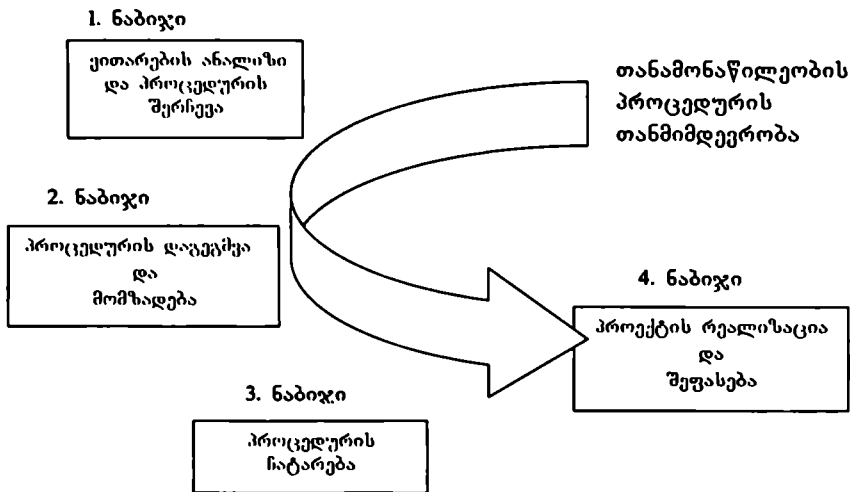 1. ნაბიჯი
ვითარების ანალიზი
და პროცედურის
შერჩევა
თანამონაწილეობის
პროცედურის
თანმიმდევრობა
2. ნაბიჯი
პროცედურის დაგეგმვა
და
მომზადება
4. ნაბიჯი
პროექტის რეალიზაცია
და
შეფასება
3. ნაბიჯი
პროცედურის
ჩატარება